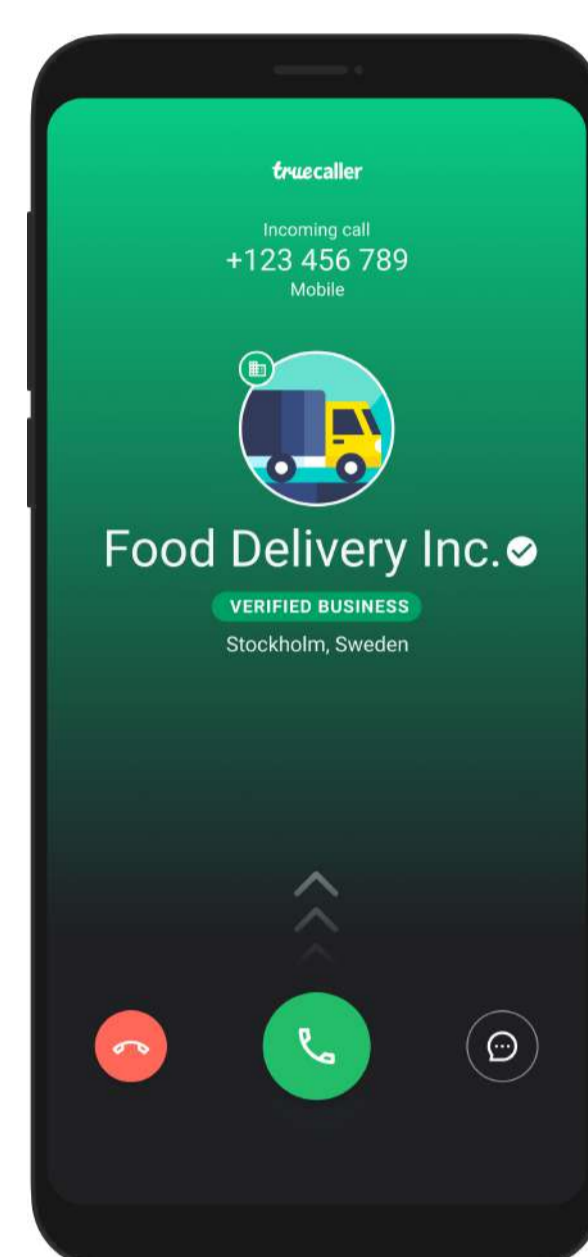 truecaller
Incoming call
+123 456 789
Mobile
Food Delivery Inc.
VERIFIED BUSINESS
Stockholm, Sweden